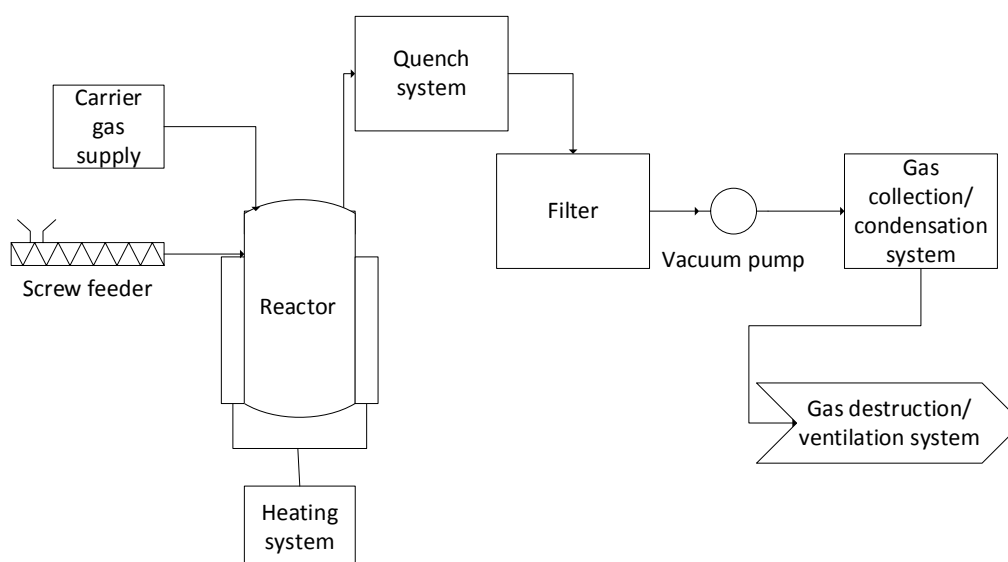 Quench
system
Carrier
gas
supply
Filter
Gas
collection/
condensation
system
Vacuum pump
Screw feeder
Reactor
Gas destruction/
ventilation system
Heating
system